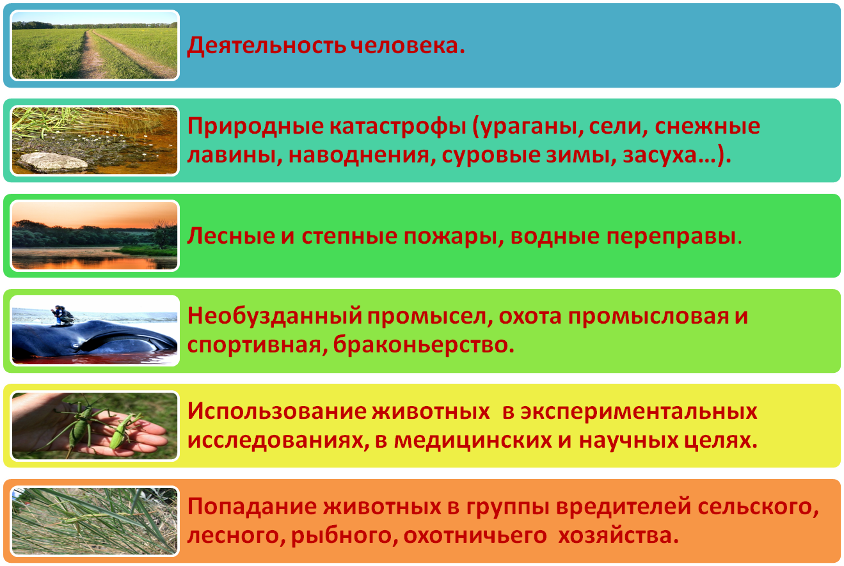 Деятельность человека.
Природные катастрофы (ураганы, сели, снежные
лавины, наводнения, суровые зимы, засуха...).
Лесные и степные пожары, водные переправы.
Необузданный промысел, охота промысловая и
спортивная, браконьерство.
Использование животных в экспериментальных
исследованиях, в медицинских и научных целях.
Попадание животных в группы вредителей сельского,
лесного, рыбного, охотничьего хозяйства.